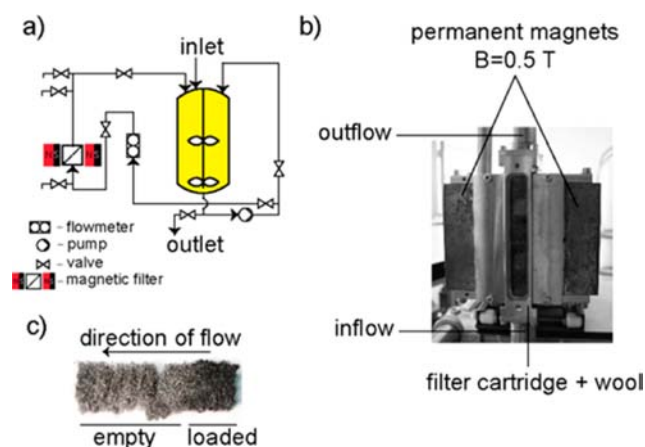 a)
inlet
outlet
– flowmeter
– pump
– valve
– magnetic filter
b)
permanent magnets
B=0.5 T
outflow
inflow
filter cartridge + wool
c)
direction of flow
empty
loaded